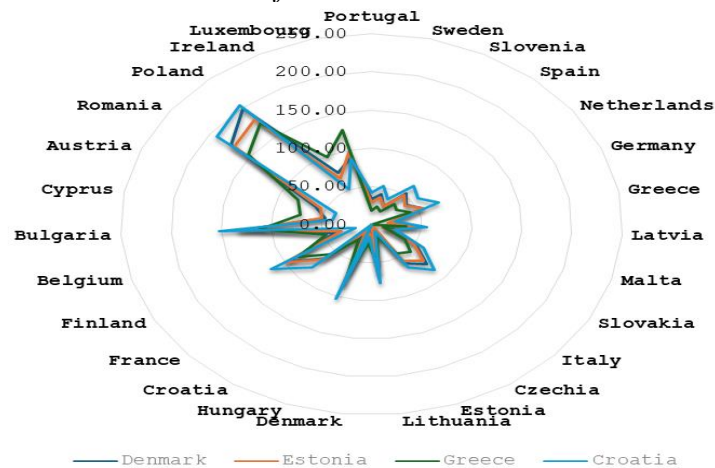 Portugal
Luxembourg
Sweden
250.00
Ireland
Slovenia
Poland
200.00
Spain
Romania
150.00
Netherlands
Austria
100.00
Germany
Cyprus
50.00
Greece
0.00
Bulgaria
Latvia
Belgium
Malta
Finland
Slovakia
France
Italy
Croatia
Czechia
Hungary
Estonia
Denmark
Lithuania
Denmark Estonia Greece Croatia